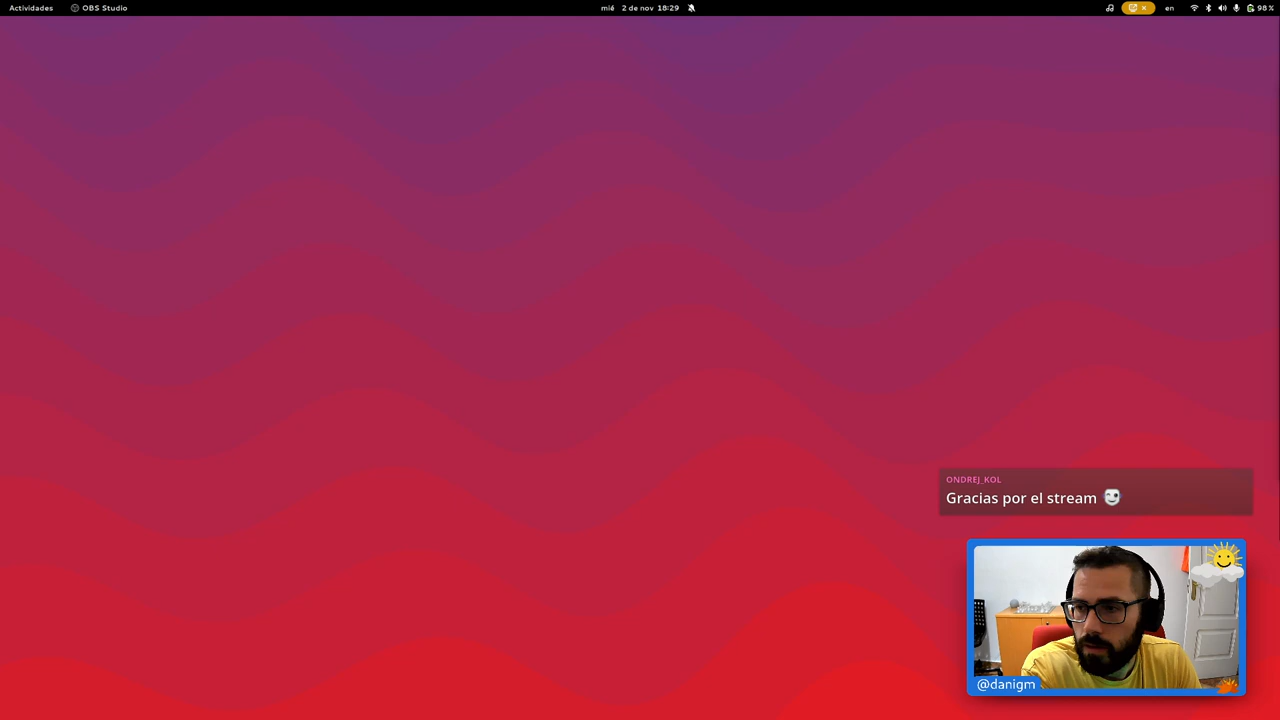 Actividades
OBS Studio
mié 2 de nov 18:29
en
98 %
ONDREJ_KOL
Gracias por el stream
@danigm